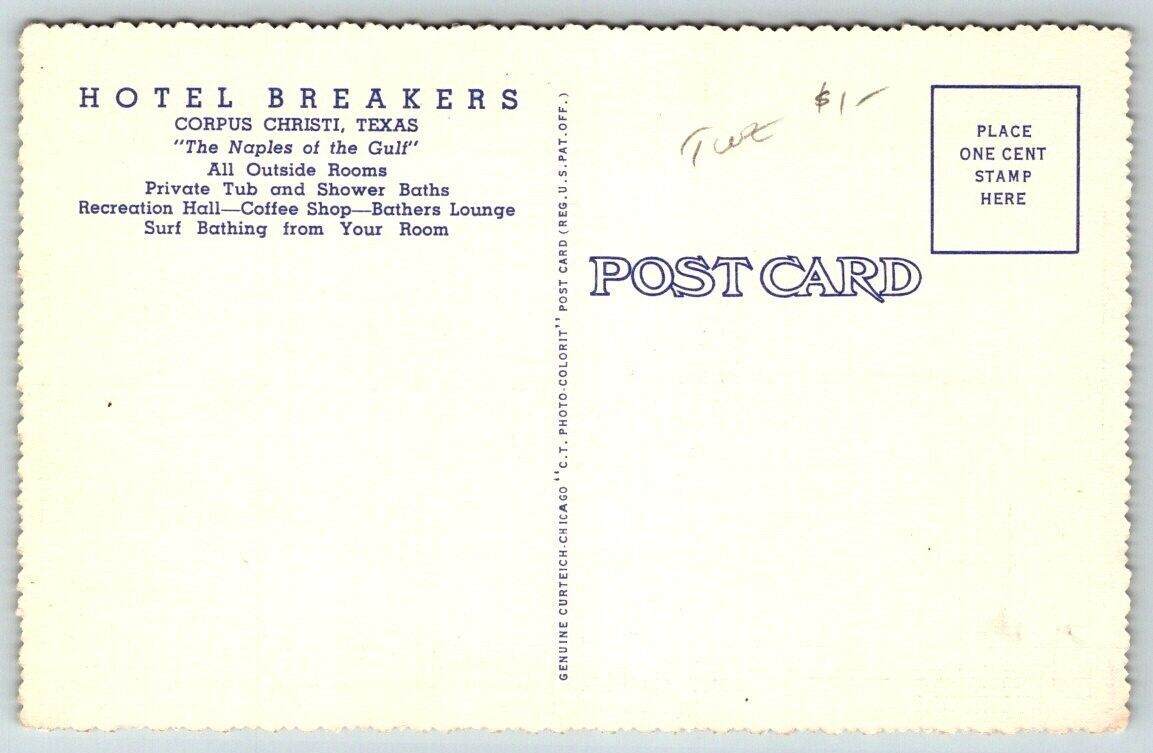 HOTEL BREAKERS
CORPUS CHRISTI, TEXAS
"The Naples of the Gulf"
All Outside Rooms
Private Tub and Shower Baths
Recreation Hall—Coffee Shop—Bathers Lounge
Surf Bathing from Your Room
GENUINE CURTEICH-CHICAGO "C.T. PHOTO-COLORIT" POST CARD (REG. U.S. PAT. OFF.)
$1-
PLACE
ONE CENT
STAMP
HERE
POST CARD